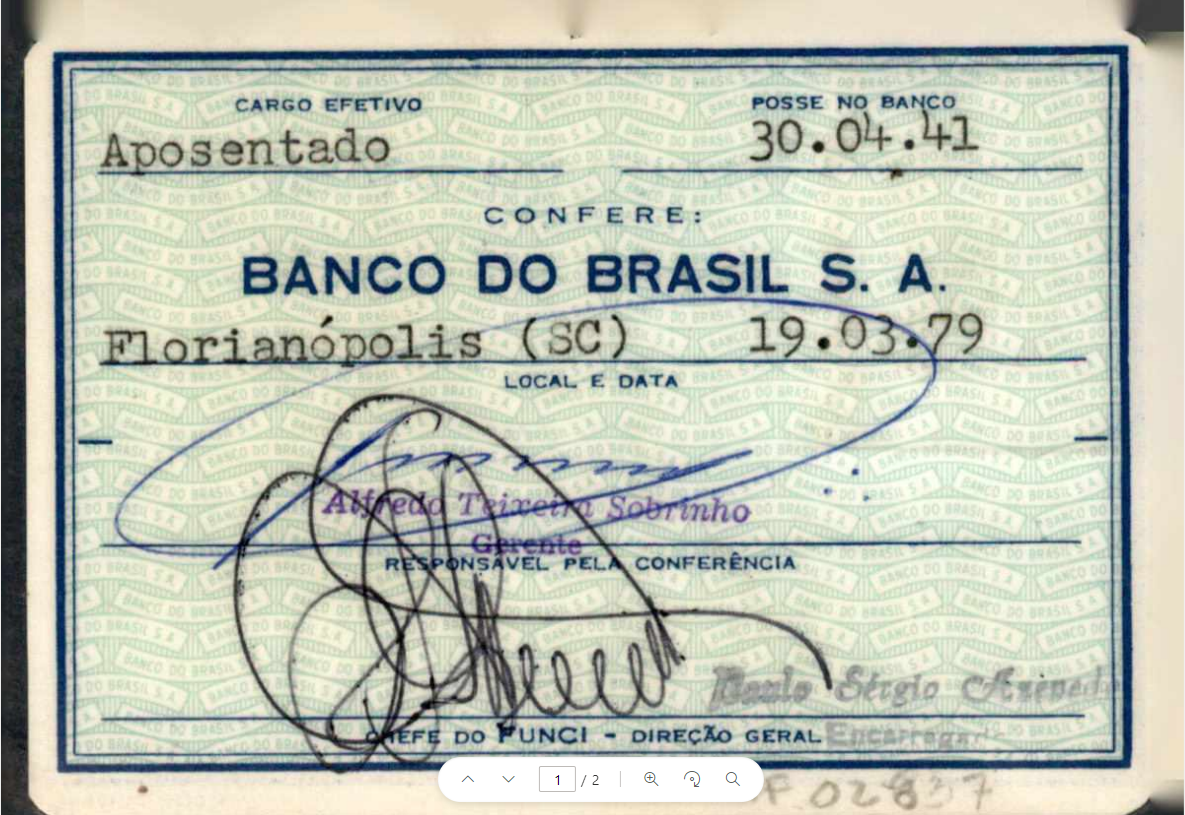 CARGO EFETIVO POSSE NO BANCO
Aposentado 30.04.41
CONFERE:
BANCO DO BRASIL S. A.
Florianópolis (SC) 19.03.79
LOCAL E DATA
Alfredo Teixeira Sobrinho
Gerente
RESPONSÁVEL PELA CONFERÊNCIA
Paulo Sérgio
CHEFE DO FUNCI - DIREÇÃO GERAL
1 / 2